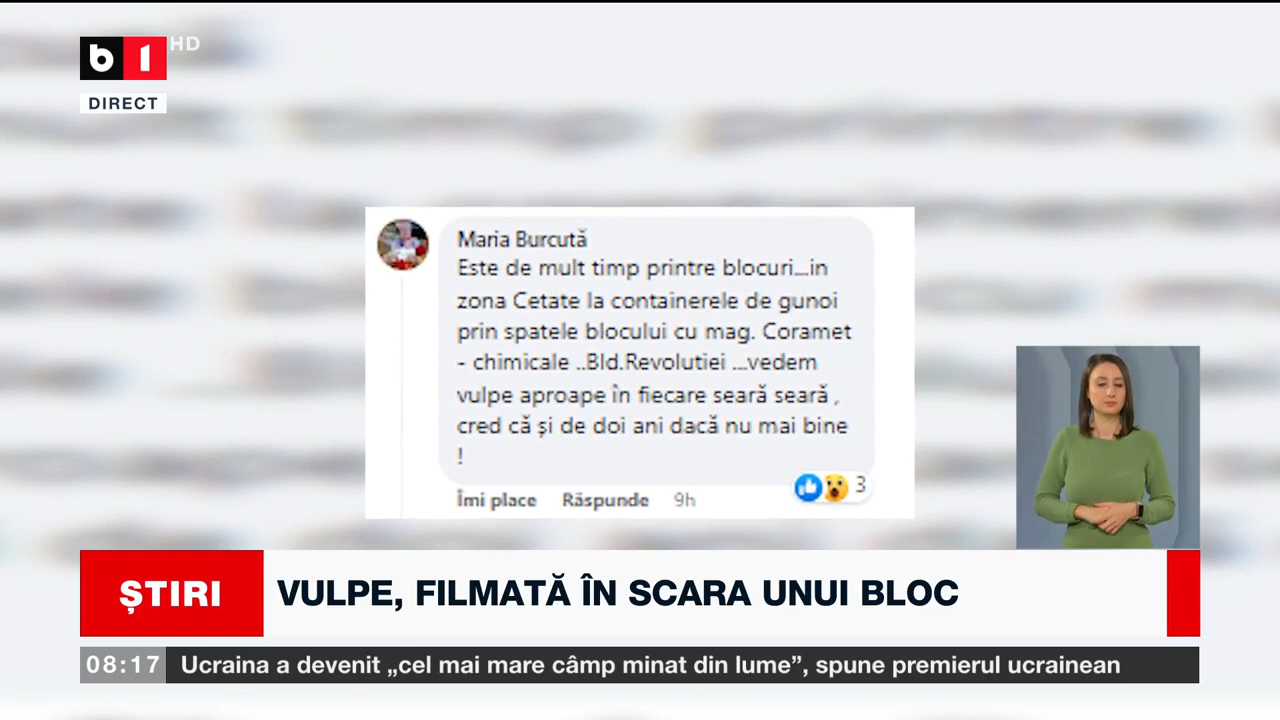 b1 HD
DIRECT
Maria Burcută
Este de mult timp printre blocuri...in
zona Cetate la containerele de gunoi
prin spatele blocului cu mag. Coramet
- chimicale ..Bld.Revolutiei ...vedem
vulpe aproape în fiecare seară seară ,
cred că și de doi ani dacă nu mai bine
!
Îmi place Răspunde 9h
3
ȘTIRI VULPE, FILMATĂ ÎN SCARA UNUI BLOC
08:17 Ucraina a devenit „cel mai mare câmp minat din lume”, spune premierul ucrainean